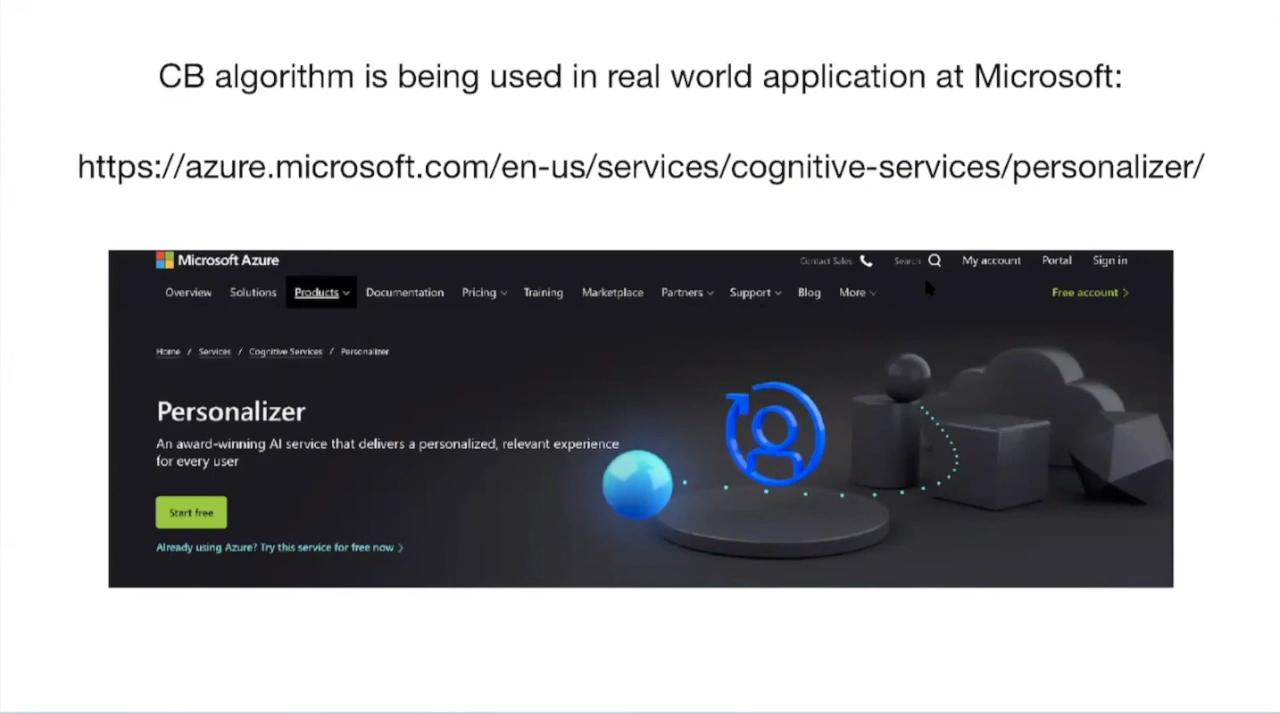 CB algorithm is being used in real world application at Microsoft:
https://azure.microsoft.com/en-us/services/cognitive-services/personalizer/
Microsoft Azure
Contact Sales Search My account Portal Sign in
Overview Solutions Products Documentation Pricing Training Marketplace Partners Support Blog More Free account >
Home / Services / Cognitive Services / Personalizer
Personalizer
An award-winning AI service that delivers a personalized, relevant experience
for every user
Start free
Already using Azure? Try this service for free now >